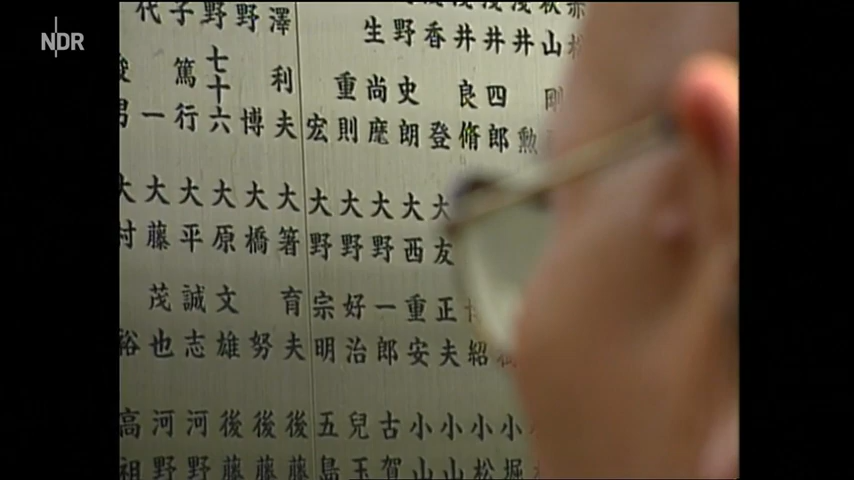 NDR
山
井 勲
井 四郎
井 良脩
香 登
野 史朗
生 尚麿
重則
宏
澤 利夫
野 博
野 七十六
子 篤行
代 一
男
大友 正夫
大西 重安
大野 一郎
大野 好治
大野 宗明
大箸 育夫
大橋 努
大原 文雄
大平 誠志
大藤 茂也
大村 裕
小堀
小松
小山
小山
古賀
兒玉
五島
後藤
後藤
後藤
河野
河野
高祖